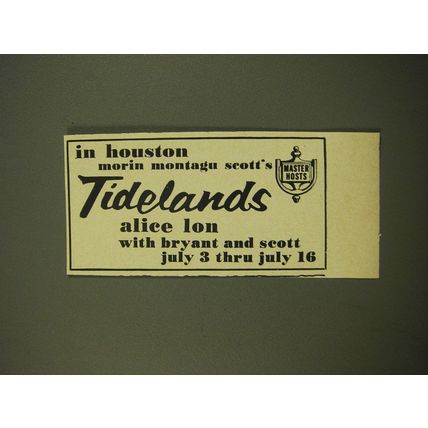 in houston
morin montagu scott's
MASTER
HOSTS
Tidelands
alice lon
with bryant and scott
july 3 thru july 16